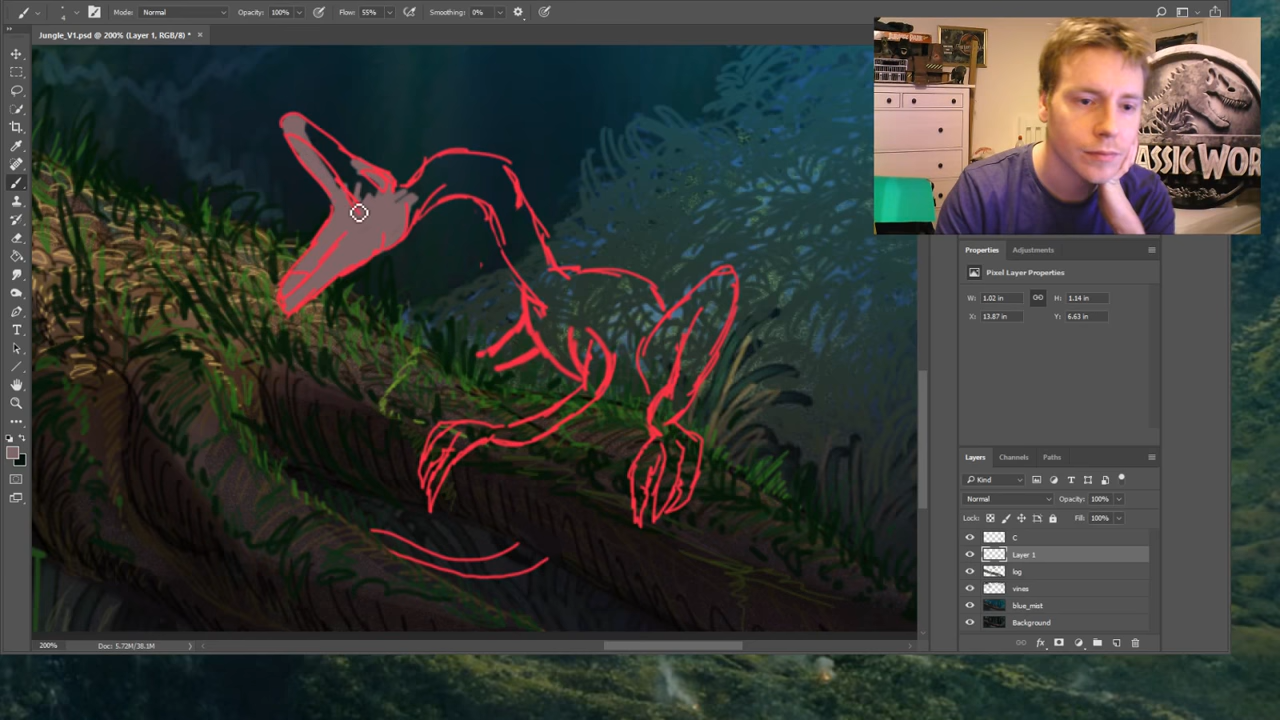 Mode: Normal Opacity: 100% Flow: 55% Smoothing: 0%
4
Jungle_V1.psd @ 200% (Layer 1, RGB/8) *
ASSIC WO
Properties Adjustments
Pixel Layer Properties
W: 1.02 in H: 1.14 in
X: 13.87 in Y: 6.63 in
Layers Channels Paths
Kind
Normal Opacity: 100%
Lock: Fill: 100%
C
Layer 1
log
vines
blue_mist
Background
200% Doc: 5.72M/38.1M